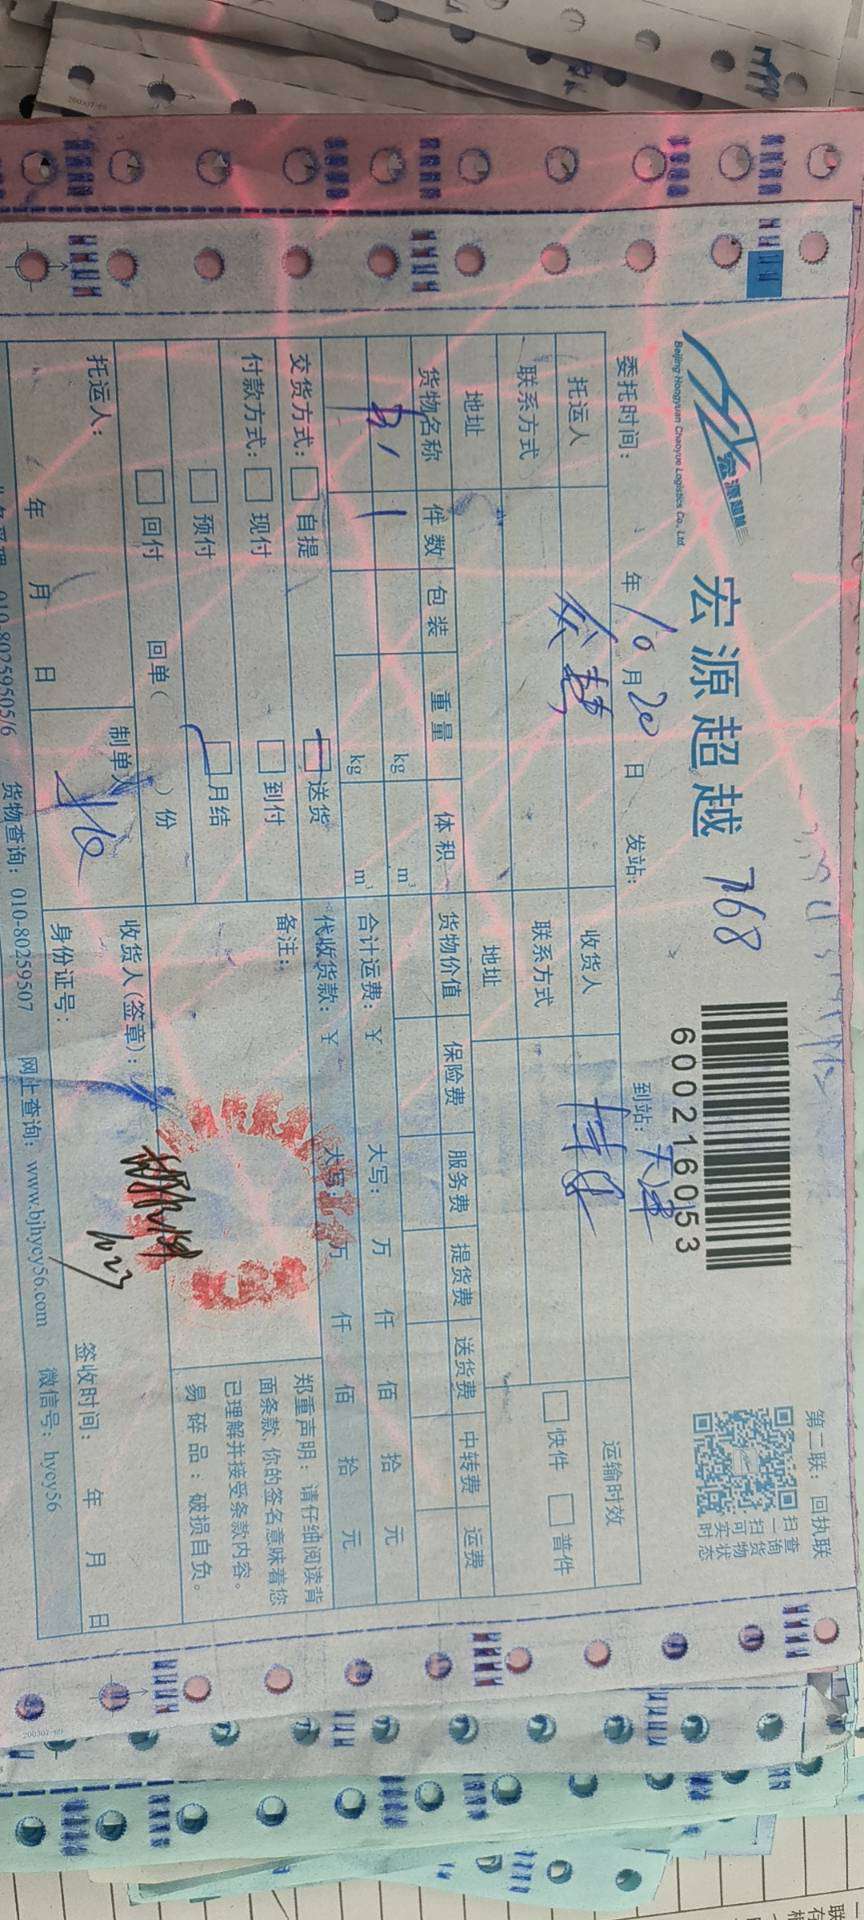 宏源超越
Beijing Hongyuan Chaoyue Logistics Co., Ltd.
宏源超越 768
6002160053
第二联：回执联
扫一扫可实时
查询货物状态
委托时间： 年 10 月 20 日 发站： 到站：天津
托运人 收货人 运输时效
联系方式 联系方式 快件 普件
地址 地址
货物名称 件数 包装 重量 体积 货物价值 保险费 服务费 提货费 送货费 中转费 运费
1 kg m³ 合计运费：￥ 大写： 万 仟 佰 拾 元
kg m³ 代收货款：￥ 大写： 万 仟 佰 拾 元
交货方式： 自提 送货 备注：
付款方式： 现付 到付
预付 月结
回付 回单（ ）份
郑重声明：请仔细阅读背
面条款，你的签名意味着您
已理解并接受条款内容。
易碎品：破损自负。
托运人： 制单人 收货人(签章)：
10.23
年 月 日 身份证号： 签收时间： 年 月 日
010-80259505/6 货物查询：010-80259507 网上查询：www.bjhycy56.com 微信号：hycy56